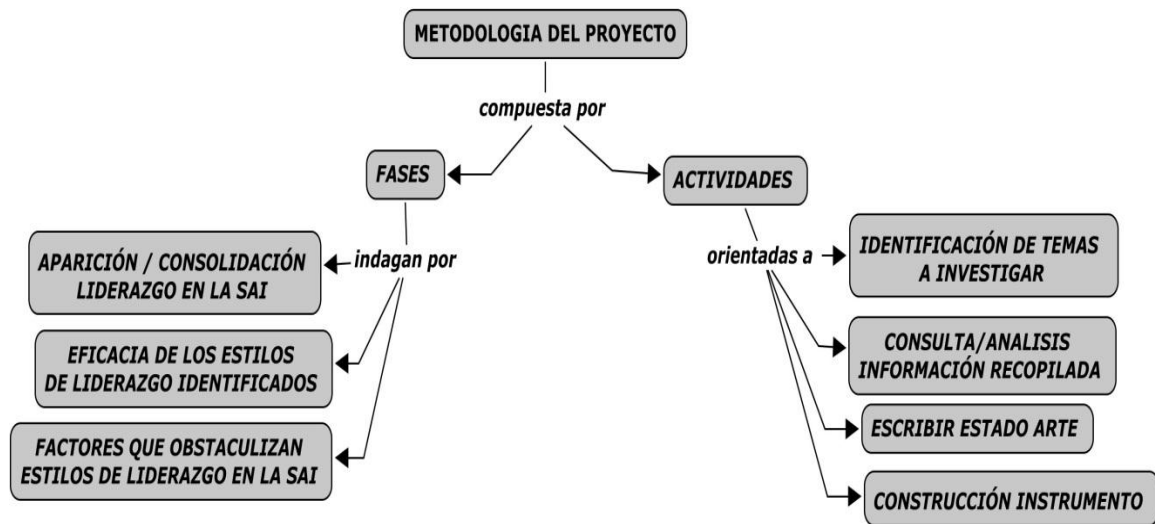 METODOLOGIA DEL PROYECTO
compuesta por
FASES
ACTIVIDADES
indagan por
APARICIÓN / CONSOLIDACIÓN
LIDERAZGO EN LA SAI
EFICACIA DE LOS ESTILOS
DE LIDERAZGO IDENTIFICADOS
FACTORES QUE OBSTACULIZAN
ESTILOS DE LIDERAZGO EN LA SAI
orientadas a
IDENTIFICACIÓN DE TEMAS
A INVESTIGAR
CONSULTA/ANALISIS
INFORMACIÓN RECOPILADA
ESCRIBIR ESTADO ARTE
CONSTRUCCIÓN INSTRUMENTO